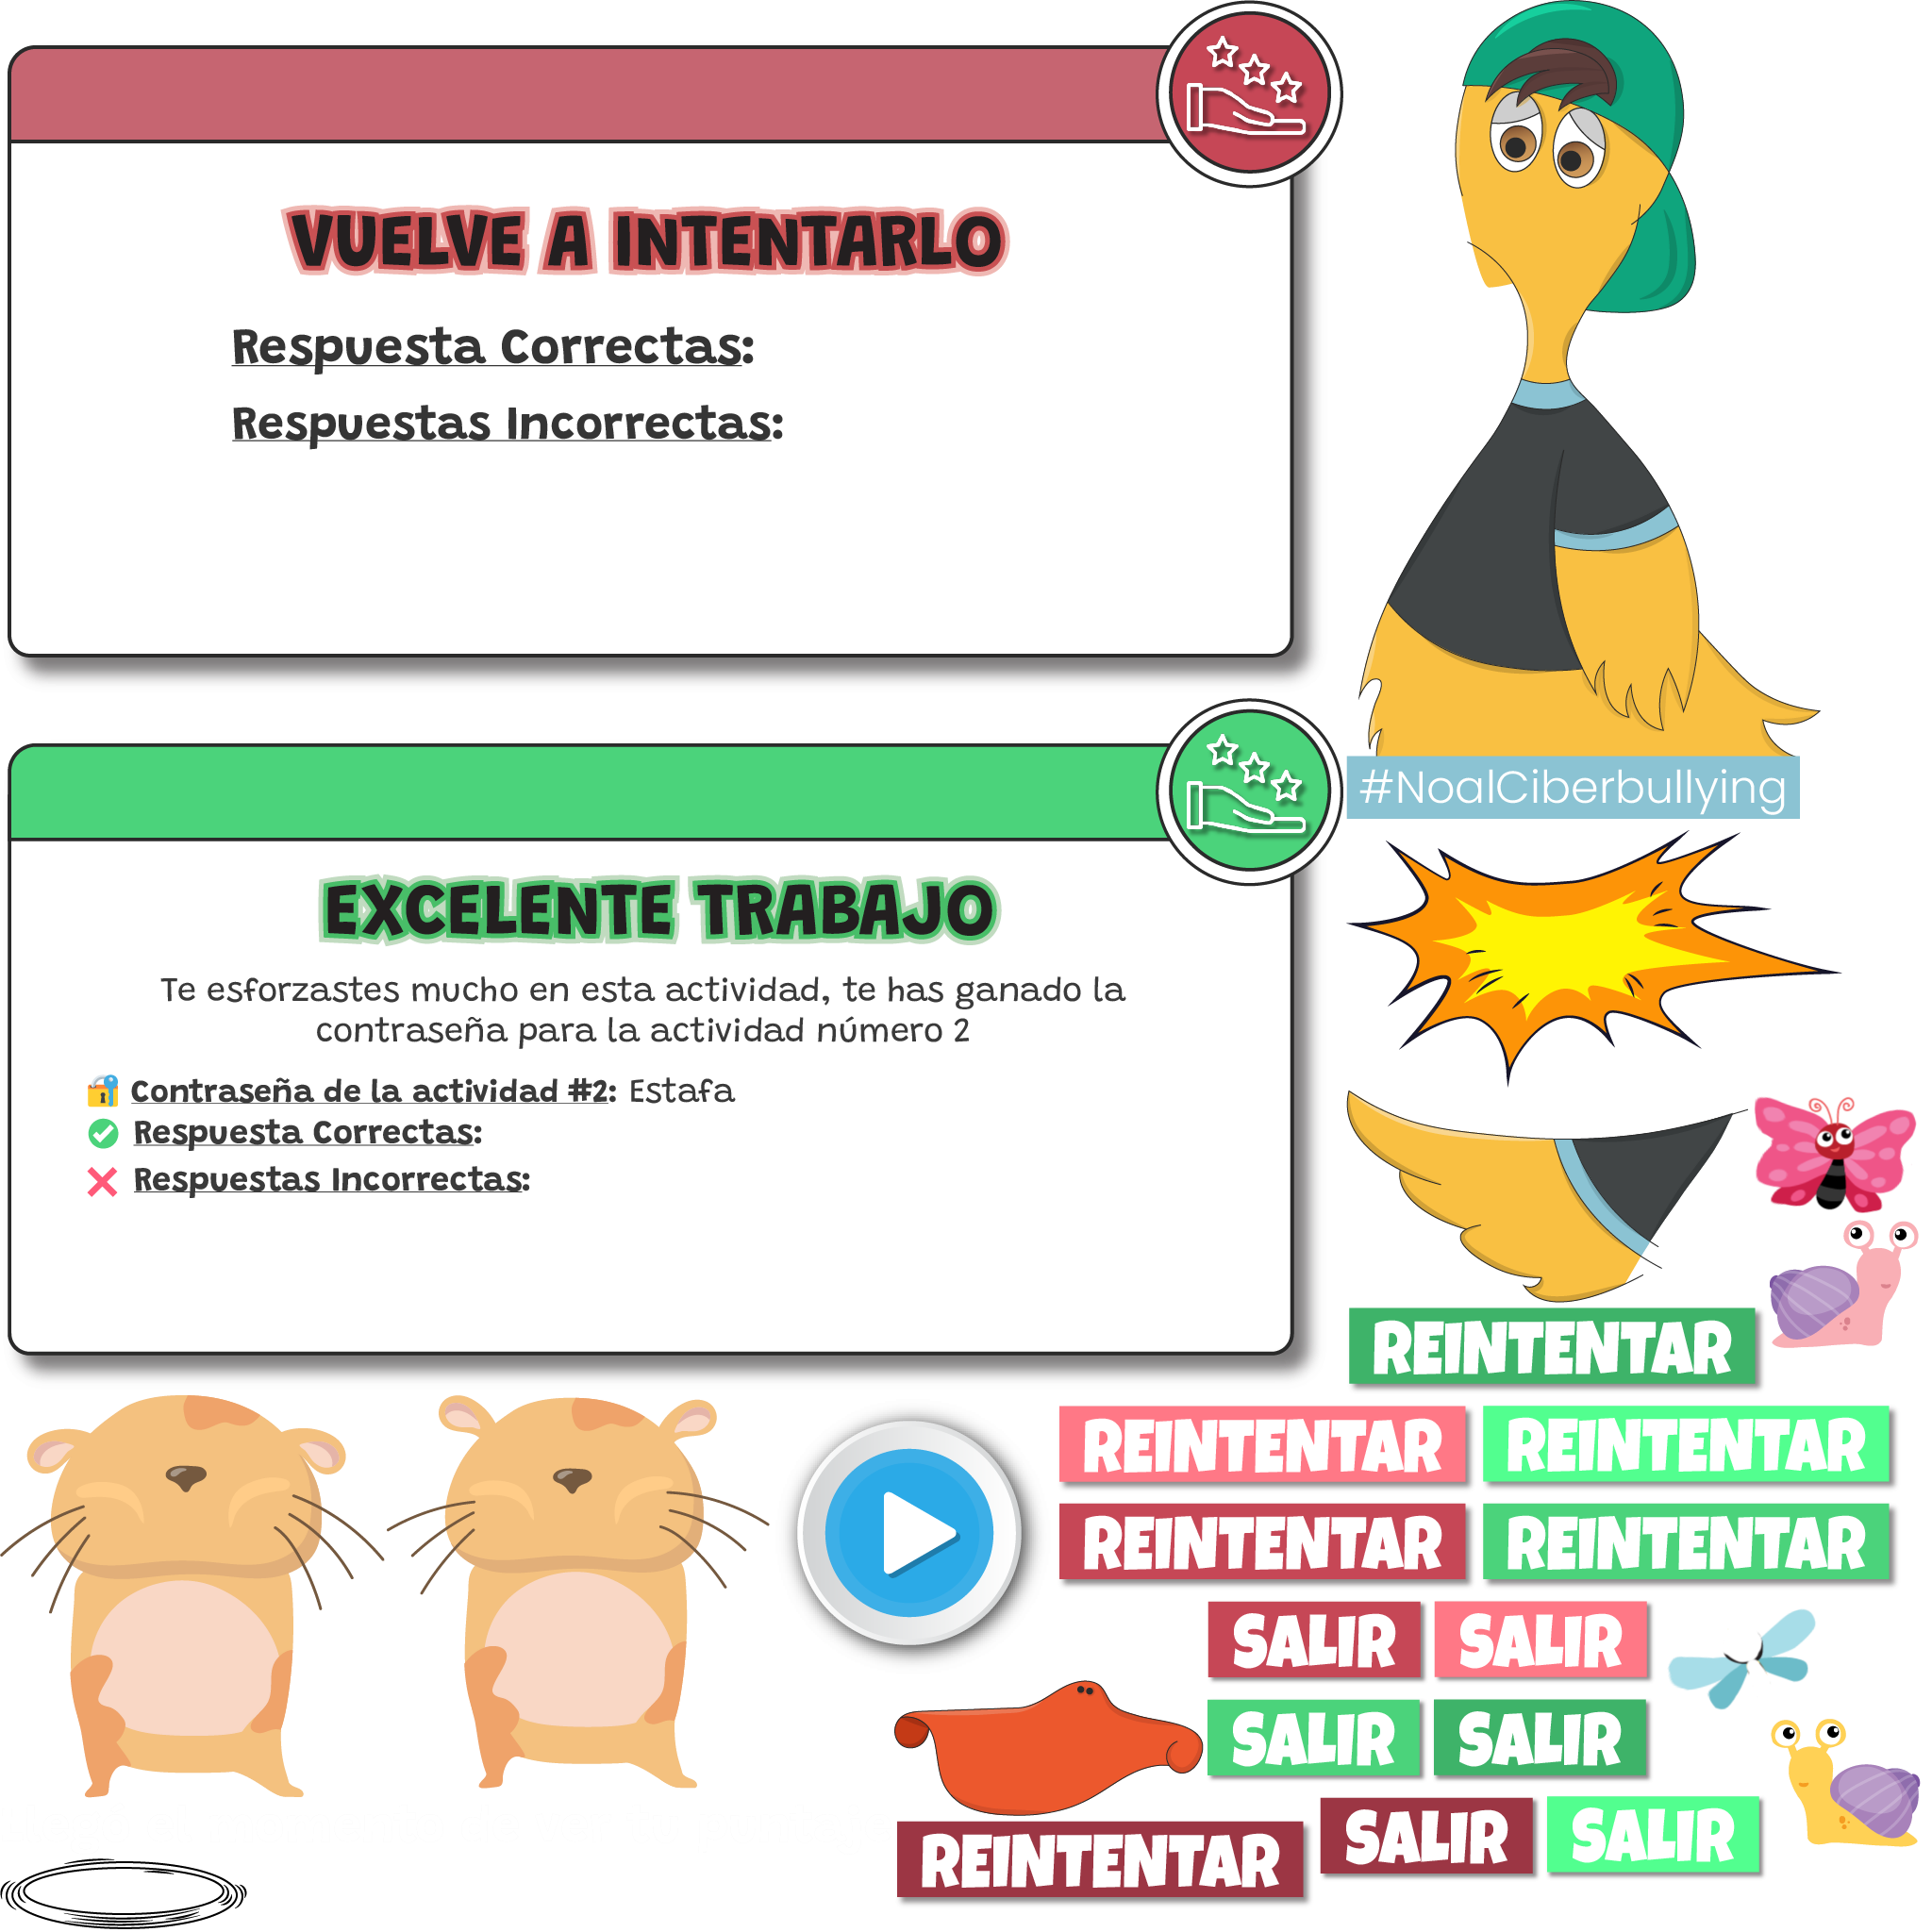 VUELVE A INTENTARLO
Respuesta Correctas:
Respuestas Incorrectas:
#NoalCiberbullying
EXCELENTE TRABAJO
Te esforzastes mucho en esta actividad, te has ganado la
contraseña para la actividad número 2
Contraseña de la actividad #2: Estafa
Respuesta Correctas:
Respuestas Incorrectas:
REINTENTAR
REINTENTAR
REINTENTAR
REINTENTAR
REINTENTAR
SALIR
SALIR
SALIR
SALIR
SALIR
SALIR
REINTENTAR